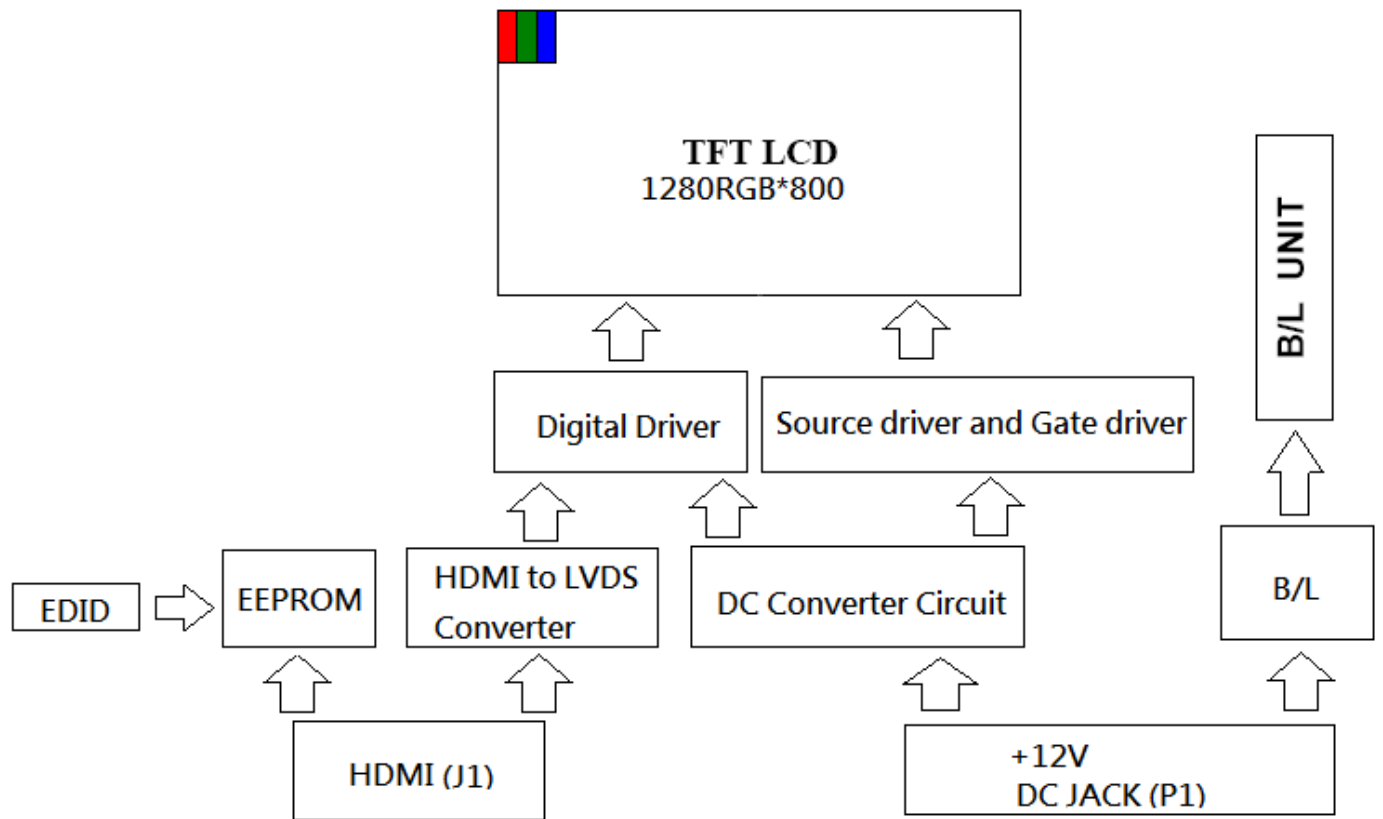 TFT LCD
1280RGB*800
B/L UNIT
Digital Driver
Source driver and Gate driver
EDID
EEPROM
HDMI to LVDS
Converter
DC Converter Circuit
B/L
HDMI (J1)
+12V
DC JACK (P1)